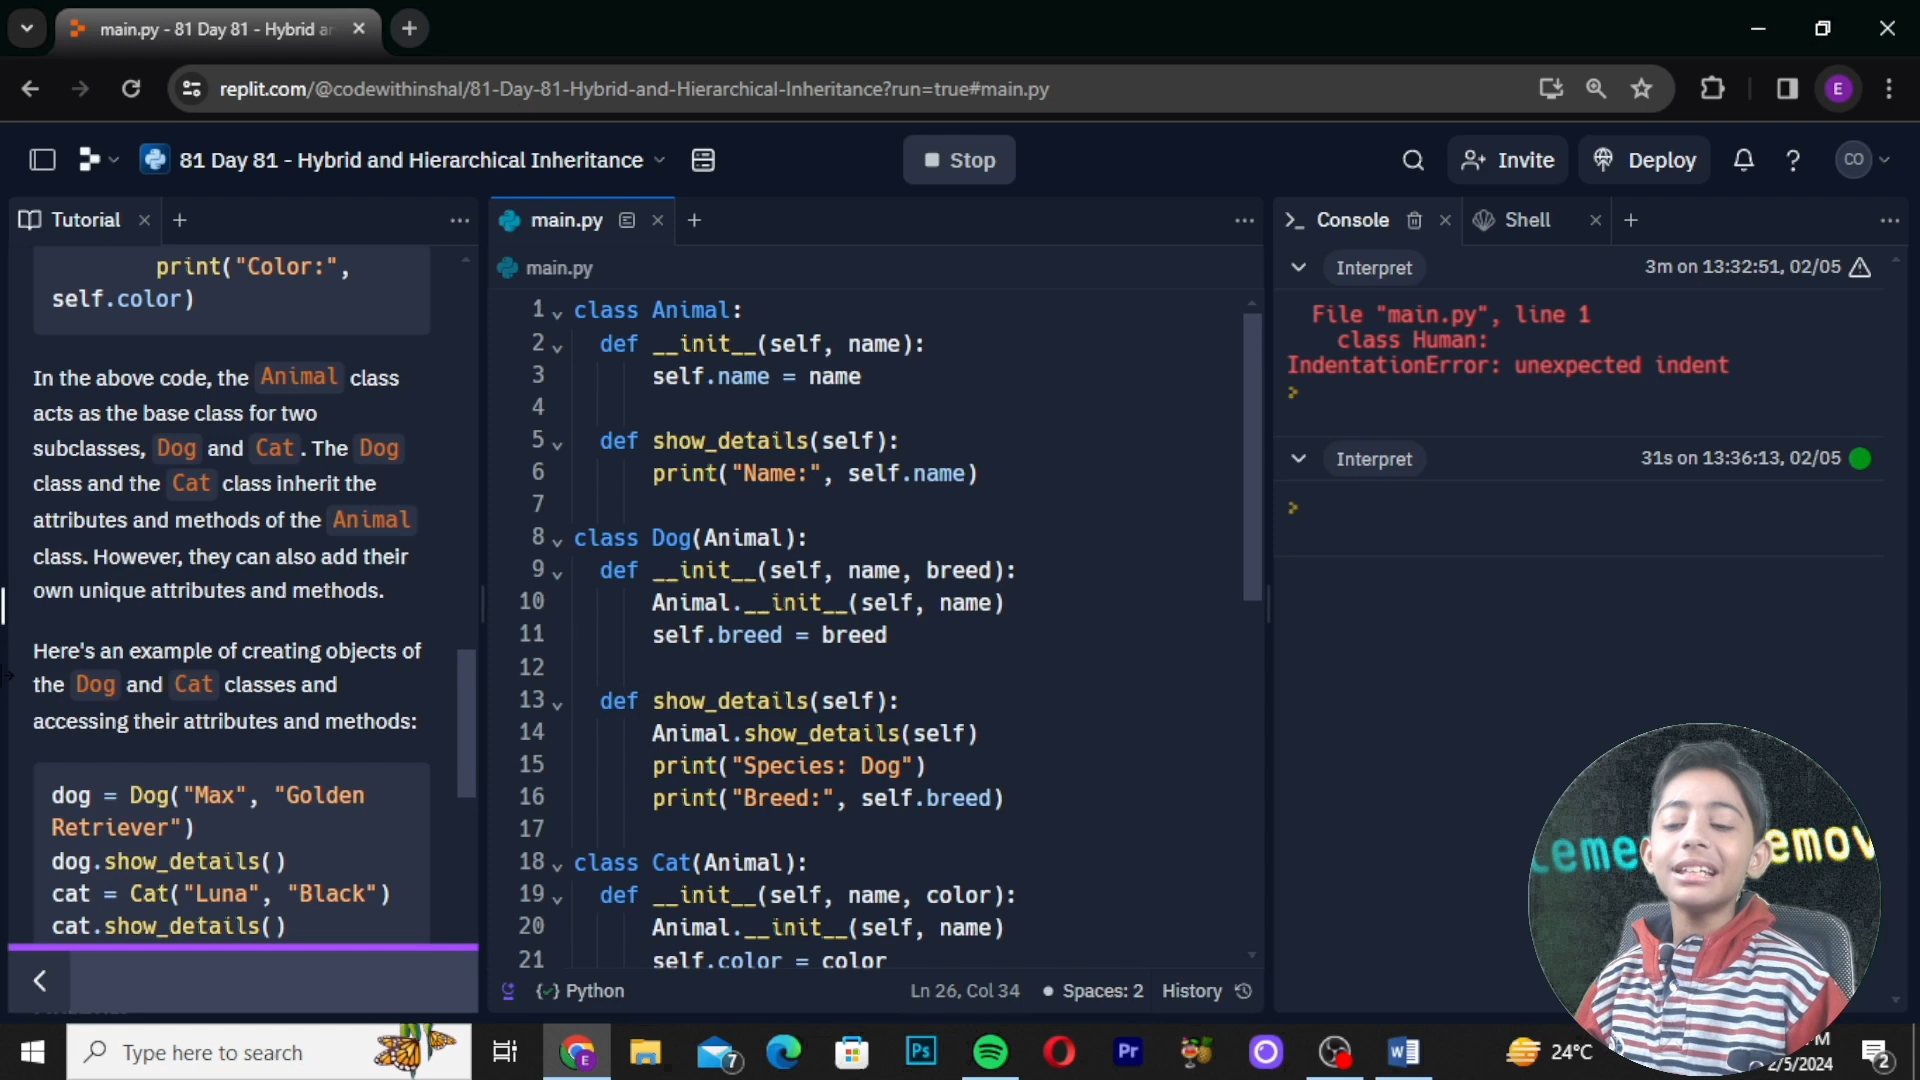 main.py - 81 Day 81 - Hybrid ar
replit.com/@codewithinshal/81-Day-81-Hybrid-and-Hierarchical-Inheritance?run=true#main.py
E
81 Day 81 - Hybrid and Hierarchical Inheritance
Stop
Invite
Deploy
?
CO
Tutorial
print("Color:",
self.color)
In the above code, the Animal class
acts as the base class for two
subclasses, Dog and Cat. The Dog
class and the Cat class inherit the
attributes and methods of the Animal
class. However, they can also add their
own unique attributes and methods.
Here's an example of creating objects of
the Dog and Cat classes and
accessing their attributes and methods:
dog = Dog("Max", "Golden
Retriever")
dog.show_details()
cat = Cat("Luna", "Black")
cat.show_details()
main.py
main.py
1 class Animal:
2 def __init__(self, name):
3 self.name = name
4
5 def show_details(self):
6 print("Name:", self.name)
7
8 class Dog(Animal):
9 def __init__(self, name, breed):
10 Animal.__init__(self, name)
11 self.breed = breed
12
13 def show_details(self):
14 Animal.show_details(self)
15 print("Species: Dog")
16 print("Breed:", self.breed)
17
18 class Cat(Animal):
19 def __init__(self, name, color):
20 Animal.__init__(self, name)
21 self.color = color
Python
Ln 26, Col 34
Spaces: 2
History
Console
Shell
Interpret
3m on 13:32:51, 02/05
File "main.py", line 1
class Human:
IndentationError: unexpected indent
>
Interpret
31s on 13:36:13, 02/05
>
Type here to search
E
7
Ps
Pr
W
24°C
2/5/2024
2